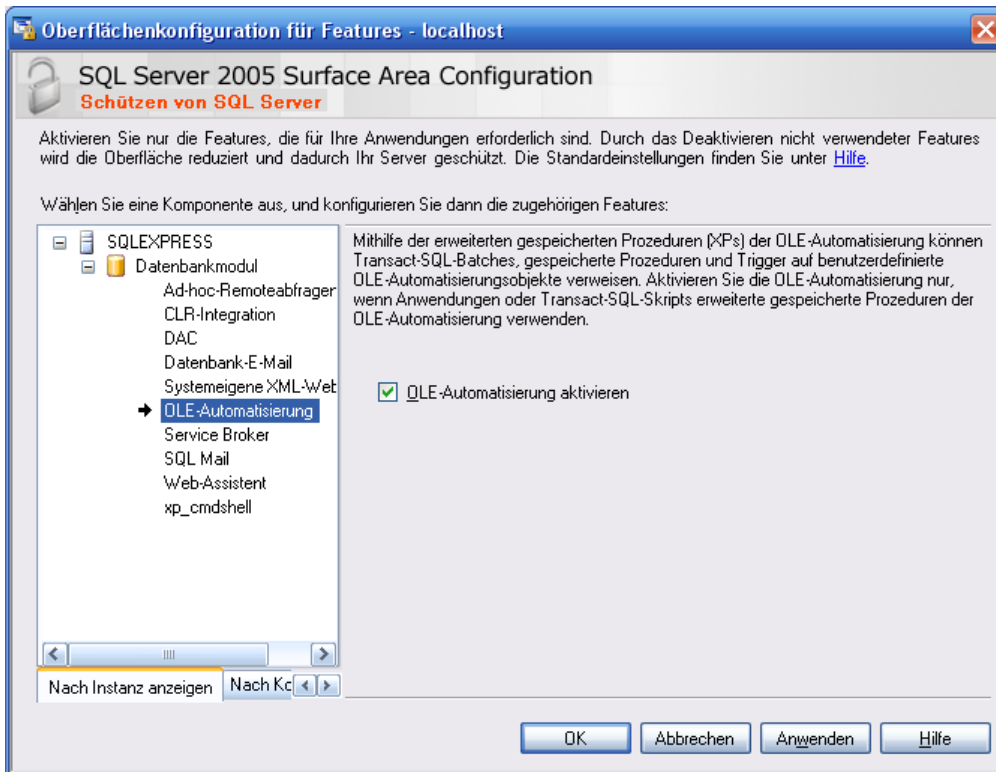 Oberflächenkonfiguration für Features - localhost
SQL Server 2005 Surface Area Configuration
Schützen von SQL Server
Aktivieren Sie nur die Features, die für Ihre Anwendungen erforderlich sind. Durch das Deaktivieren nicht verwendeter Features
wird die Oberfläche reduziert und dadurch Ihr Server geschützt. Die Standardeinstellungen finden Sie unter Hilfe.
Wählen Sie eine Komponente aus, und konfigurieren Sie dann die zugehörigen Features:
SQLEXPRESS
Datenbankmodul
Ad-hoc-Remoteabfrager
CLR-Integration
DAC
Datenbank-E-Mail
Systemeigene XML-Web
OLE-Automatisierung
Service Broker
SQL Mail
Web-Assistent
xp_cmdshell
Nach Instanz anzeigen
Nach Kc
Mithilfe der erweiterten gespeicherten Prozeduren (XPs) der OLE-Automatisierung können
Transact-SQL-Batches, gespeicherte Prozeduren und Trigger auf benutzerdefinierte
OLE-Automatisierungsobjekte verweisen. Aktivieren Sie die OLE-Automatisierung nur,
wenn Anwendungen oder Transact-SQL-Skripts erweiterte gespeicherte Prozeduren der
OLE-Automatisierung verwenden.
OLE-Automatisierung aktivieren
OK
Abbrechen
Anwenden
Hilfe